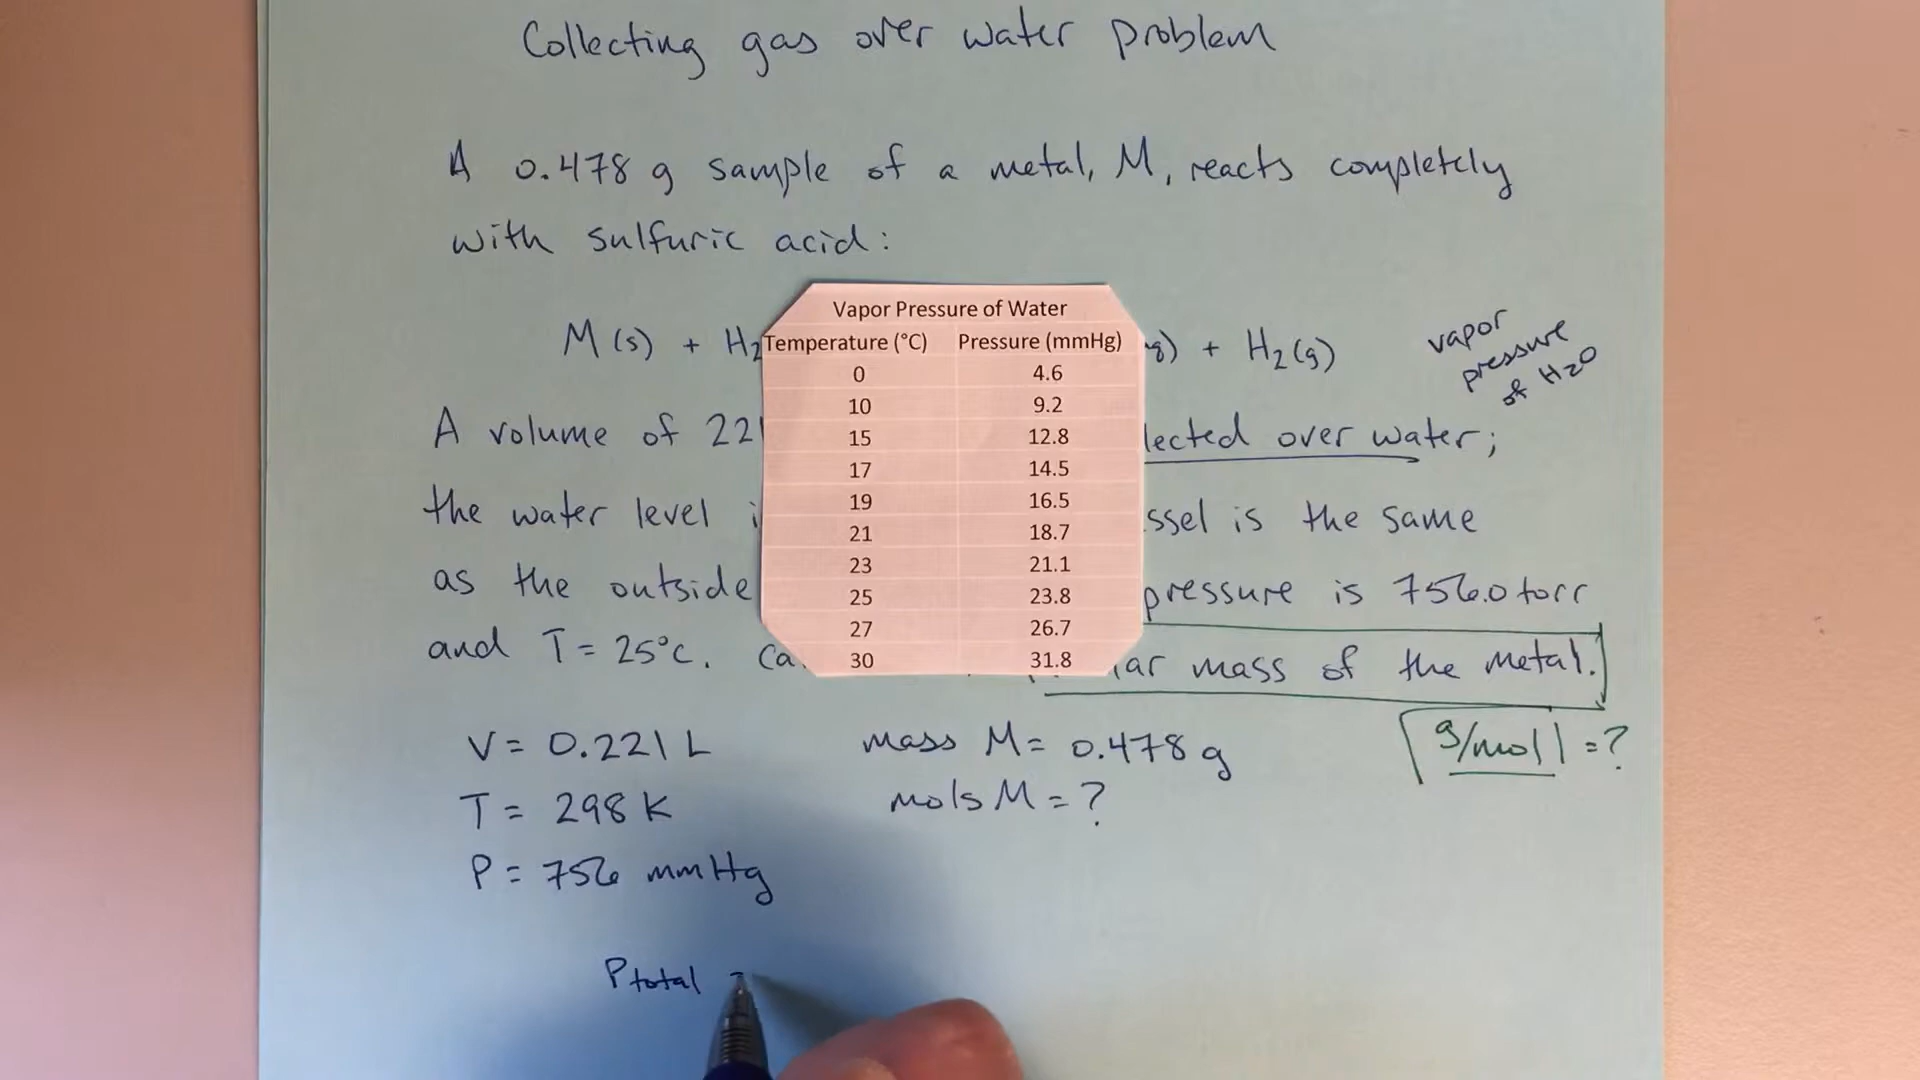 Collecting gas over water problem
A 0.478 g sample of a metal, M, reacts completely
with sulfuric acid:
M(s) + H₂ g) + H₂(g)
vapor
pressure
of H₂O
A volume of 221 lected over water;
the water level ssel is the same
as the outside pressure is 756.0 torr
and T = 25°C. Ca lar mass of the metal.
Vapor Pressure of Water
Temperature (°C) Pressure (mmHg)
0 4.6
10 9.2
15 12.8
17 14.5
19 16.5
21 18.7
23 21.1
25 23.8
27 26.7
30 31.8
V = 0.221 L mass M = 0.478 g g/mol = ?
T = 298 K mols M = ?
P = 756 mmHg
Ptotal =